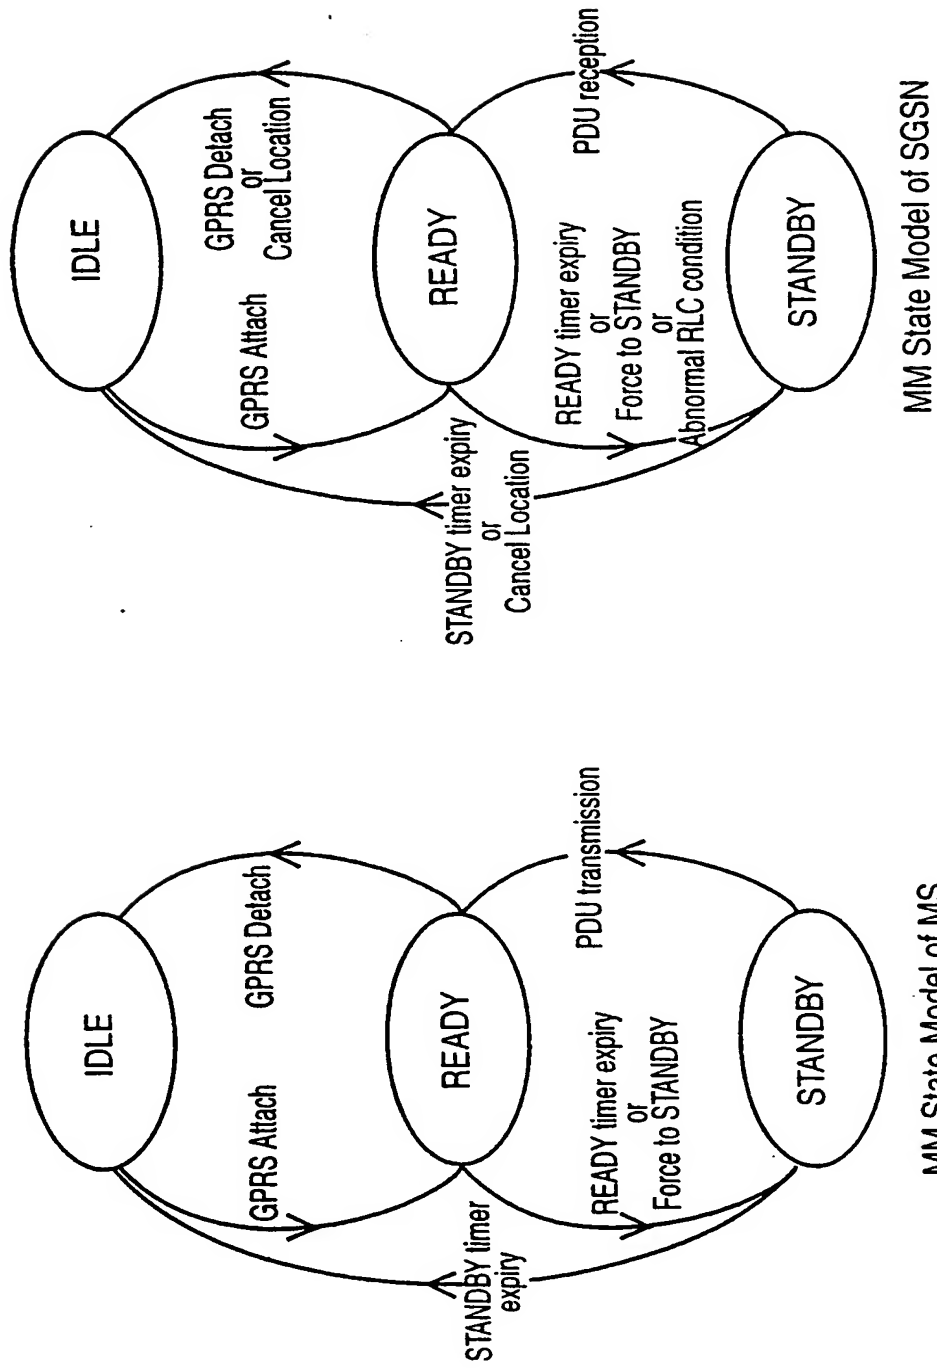 IDLE
GPRS Attach
GPRS Detach
READY
STANDBY timer
expiry
READY timer expiry
or
Force to STANDBY
PDU transmission
STANDBY
MM State Model of MS
IDLE
GPRS Attach
GPRS Detach
or
Cancel Location
READY
STANDBY timer expiry
or
Cancel Location
READY timer expiry
or
Force to STANDBY
or
Abnormal RLC condition
PDU reception
STANDBY
MM State Model of SGSN